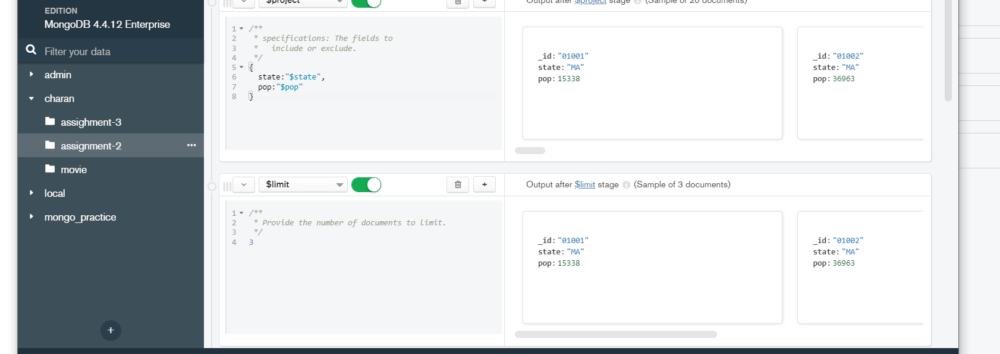 EDITION
MongoDB 4.4.12 Enterprise
Filter your data
admin
charan
assighment-3
assignment-2
movie
local
mongo_practice
+
$project
+
Output after $project stage (Sample of 20 documents)
1 /**
2 * specifications: The fields to
3 * include or exclude.
4 */
5 {
6 state:"$state",
7 pop:"$pop"
8 }
_id: "01001"
state: "MA"
pop: 15338
_id: "01002"
state: "MA"
pop: 36963
$limit
+
Output after $limit stage (Sample of 3 documents)
1 /**
2 * Provide the number of documents to limit.
3 */
4 3
_id: "01001"
state: "MA"
pop: 15338
_id: "01002"
state: "MA"
pop: 36963